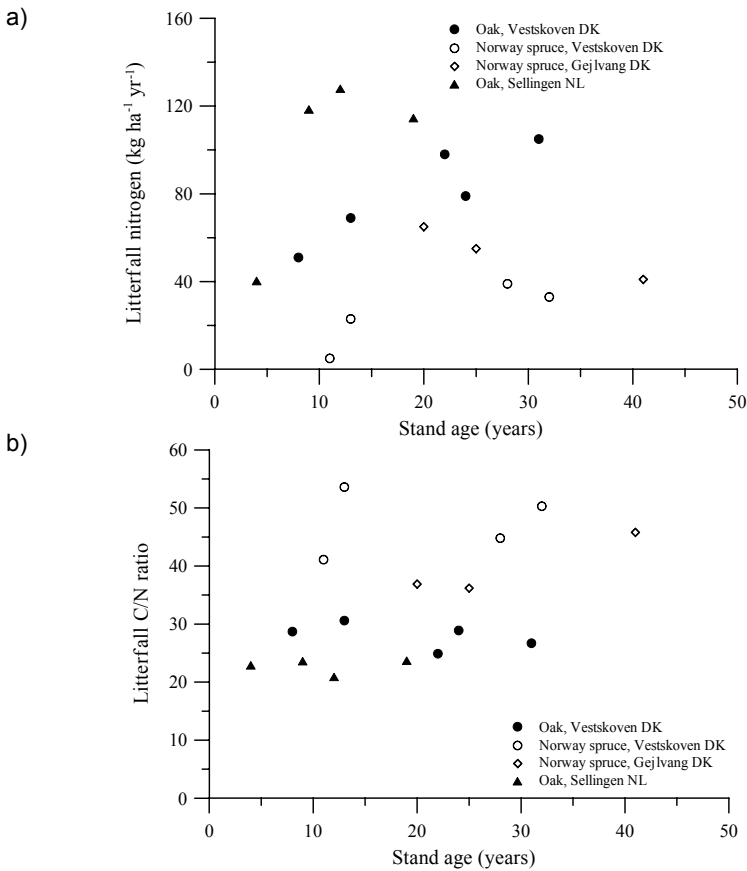 a)
160
120
80
40
0
Litterfall nitrogen (kg ha⁻¹ yr⁻¹)
Oak, Vestskoven DK
Norway spruce, Vestskoven DK
Norway spruce, Gejlvang DK
Oak, Sellingen NL
0 10 20 30 40 50
Stand age (years)
b)
60
50
40
30
20
10
0
Litterfall C/N ratio
Oak, Vestskoven DK
Norway spruce, Vestskoven DK
Norway spruce, Gejlvang DK
Oak, Sellingen NL
0 10 20 30 40 50
Stand age (years)